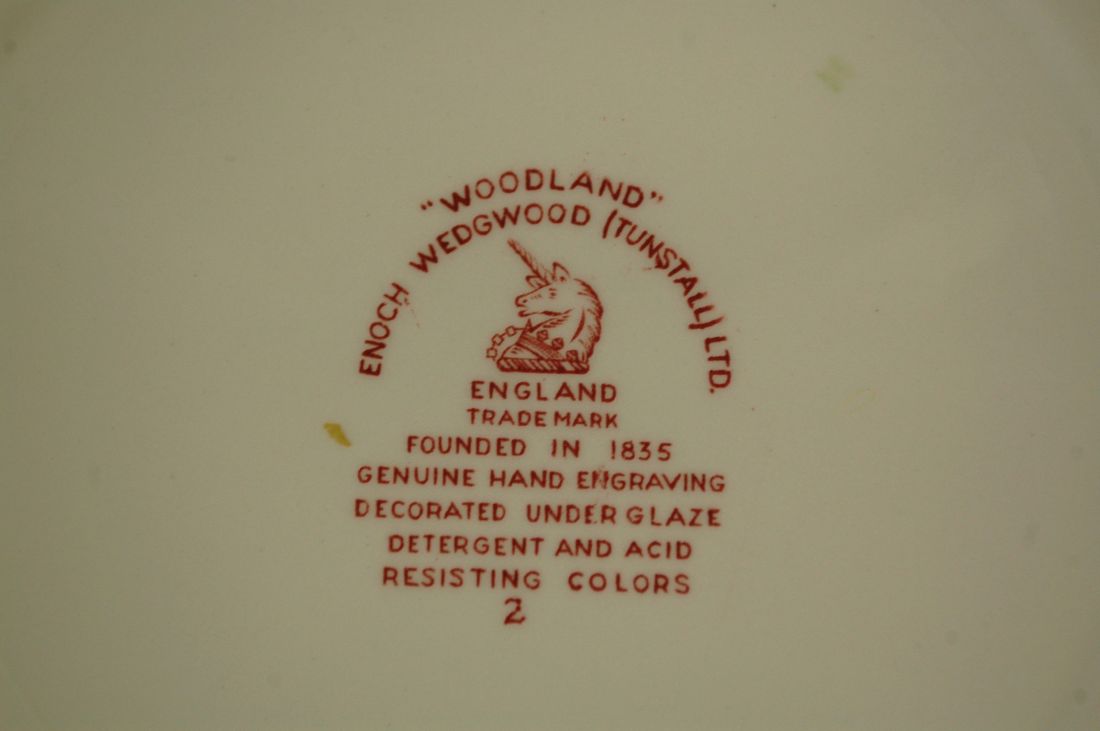 "WOODLAND"
ENOCH WEDGWOOD (TUNSTALL) LTD.
ENGLAND
TRADE MARK
FOUNDED IN 1835
GENUINE HAND ENGRAVING
DECORATED UNDER GLAZE
DETERGENT AND ACID
RESISTING COLORS
2